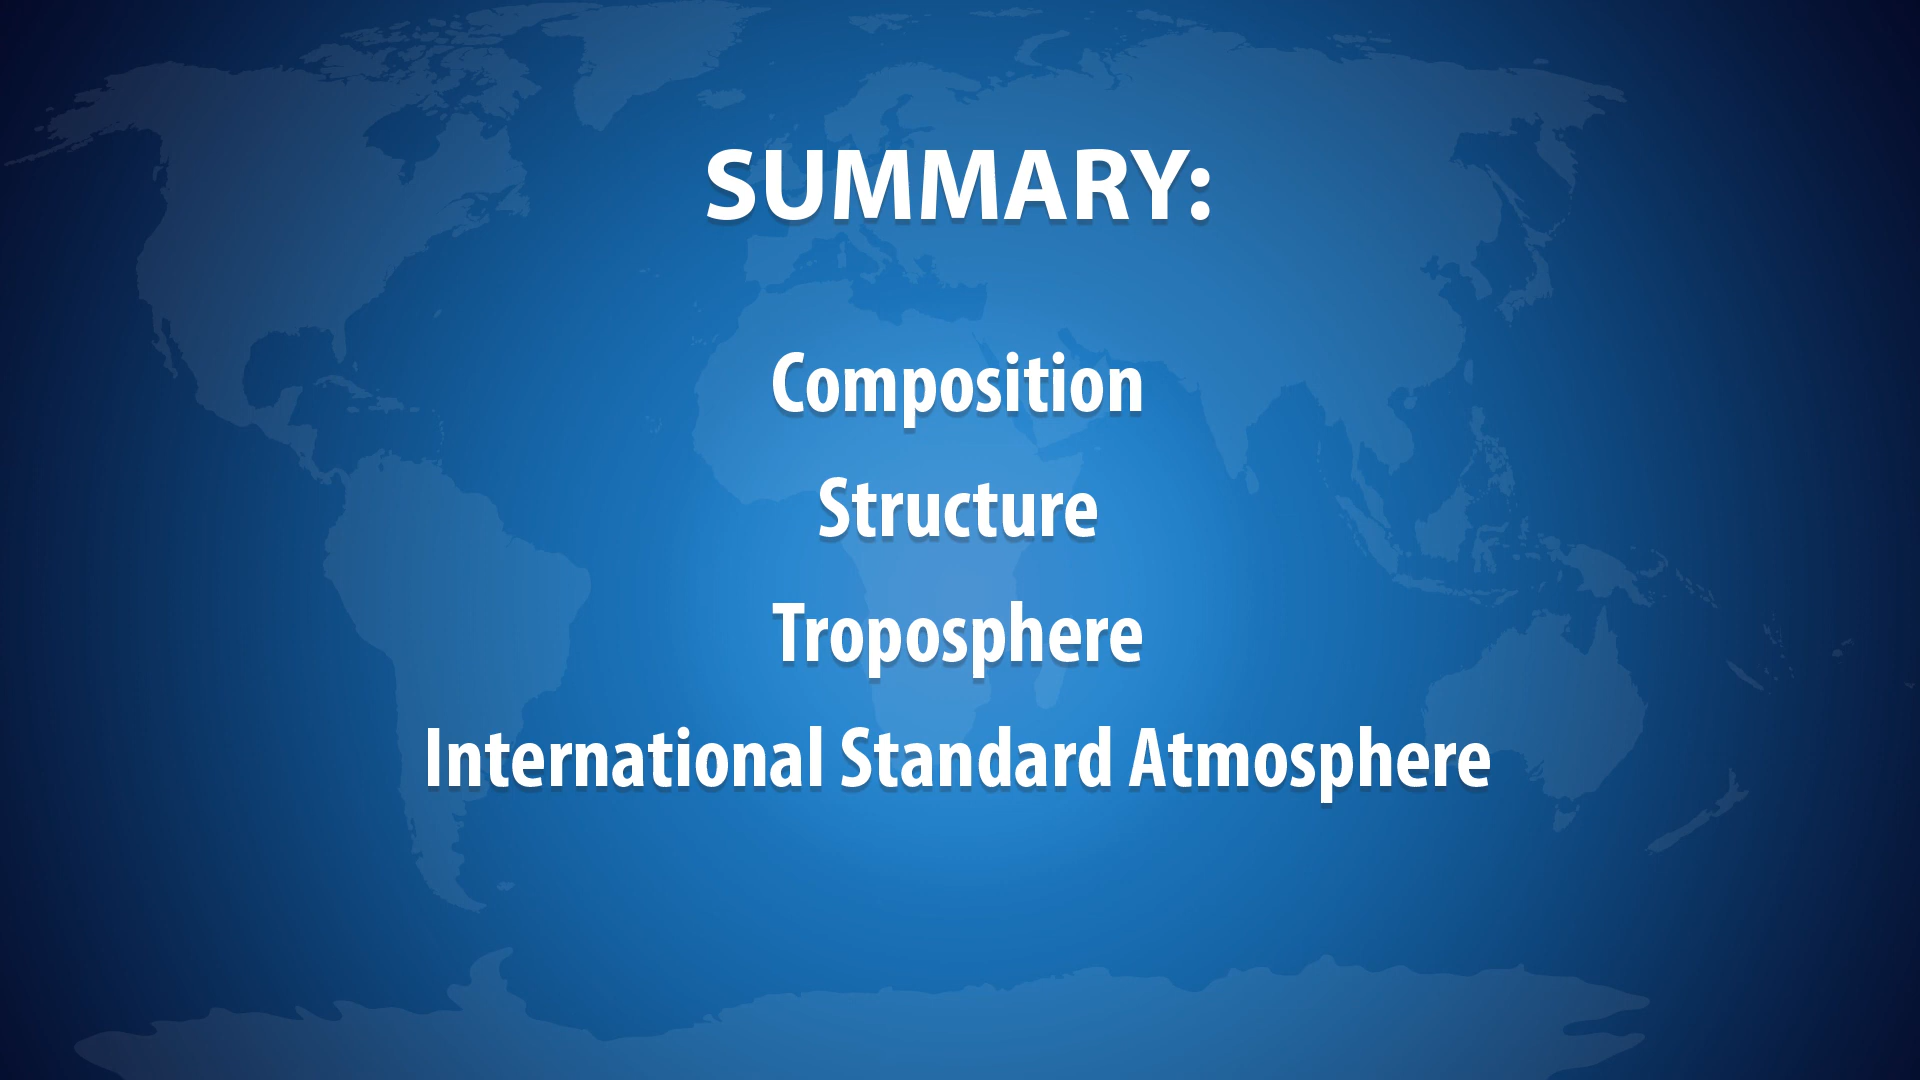 SUMMARY:
Composition
Structure
Troposphere
International Standard Atmosphere